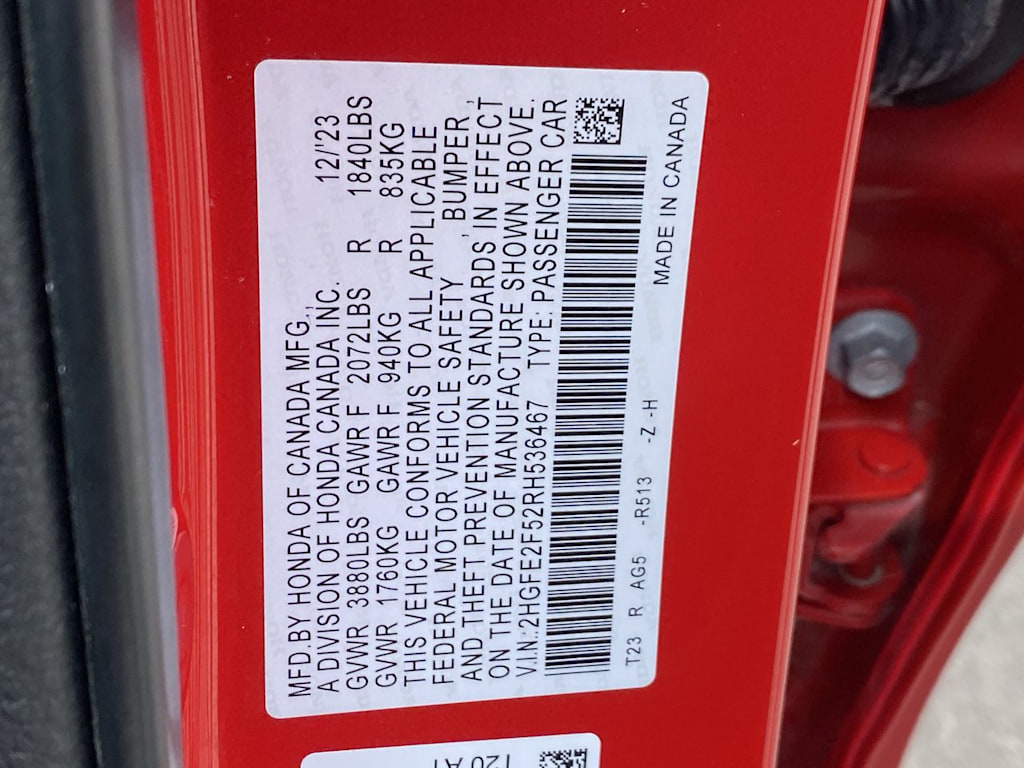 MFD.BY HONDA OF CANADA MFG.,
A DIVISION OF HONDA CANADA INC. 12/'23
GVWR 3880LBS GAWR F 2072LBS R 1840LBS
GVWR 1760KG GAWR F 940KG R 835KG
THIS VEHICLE CONFORMS TO ALL APPLICABLE
FEDERAL MOTOR VEHICLE SAFETY , BUMPER ,
AND THEFT PREVENTION STANDARDS IN EFFECT
ON THE DATE OF MANUFACTURE SHOWN ABOVE.
V.I.N.:2HGFE2F52RH536467 TYPE: PASSENGER CAR
T23 R AG5 -R513 -Z -H MADE IN CANADA